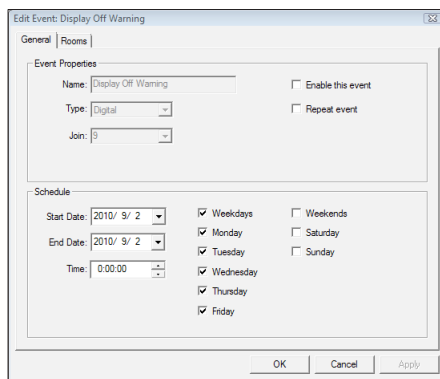 Edit Event: Display Off Warning
General Rooms
Event Properties
Name: Display Off Warning
Enable this event
Type: Digital
Repeat event
Join: 9
Schedule
Start Date: 2010/ 9/ 2
Weekdays
Weekends
Monday
Saturday
End Date: 2010/ 9/ 2
Tuesday
Sunday
Time: 0:00:00
Wednesday
Thursday
Friday
OK Cancel Apply